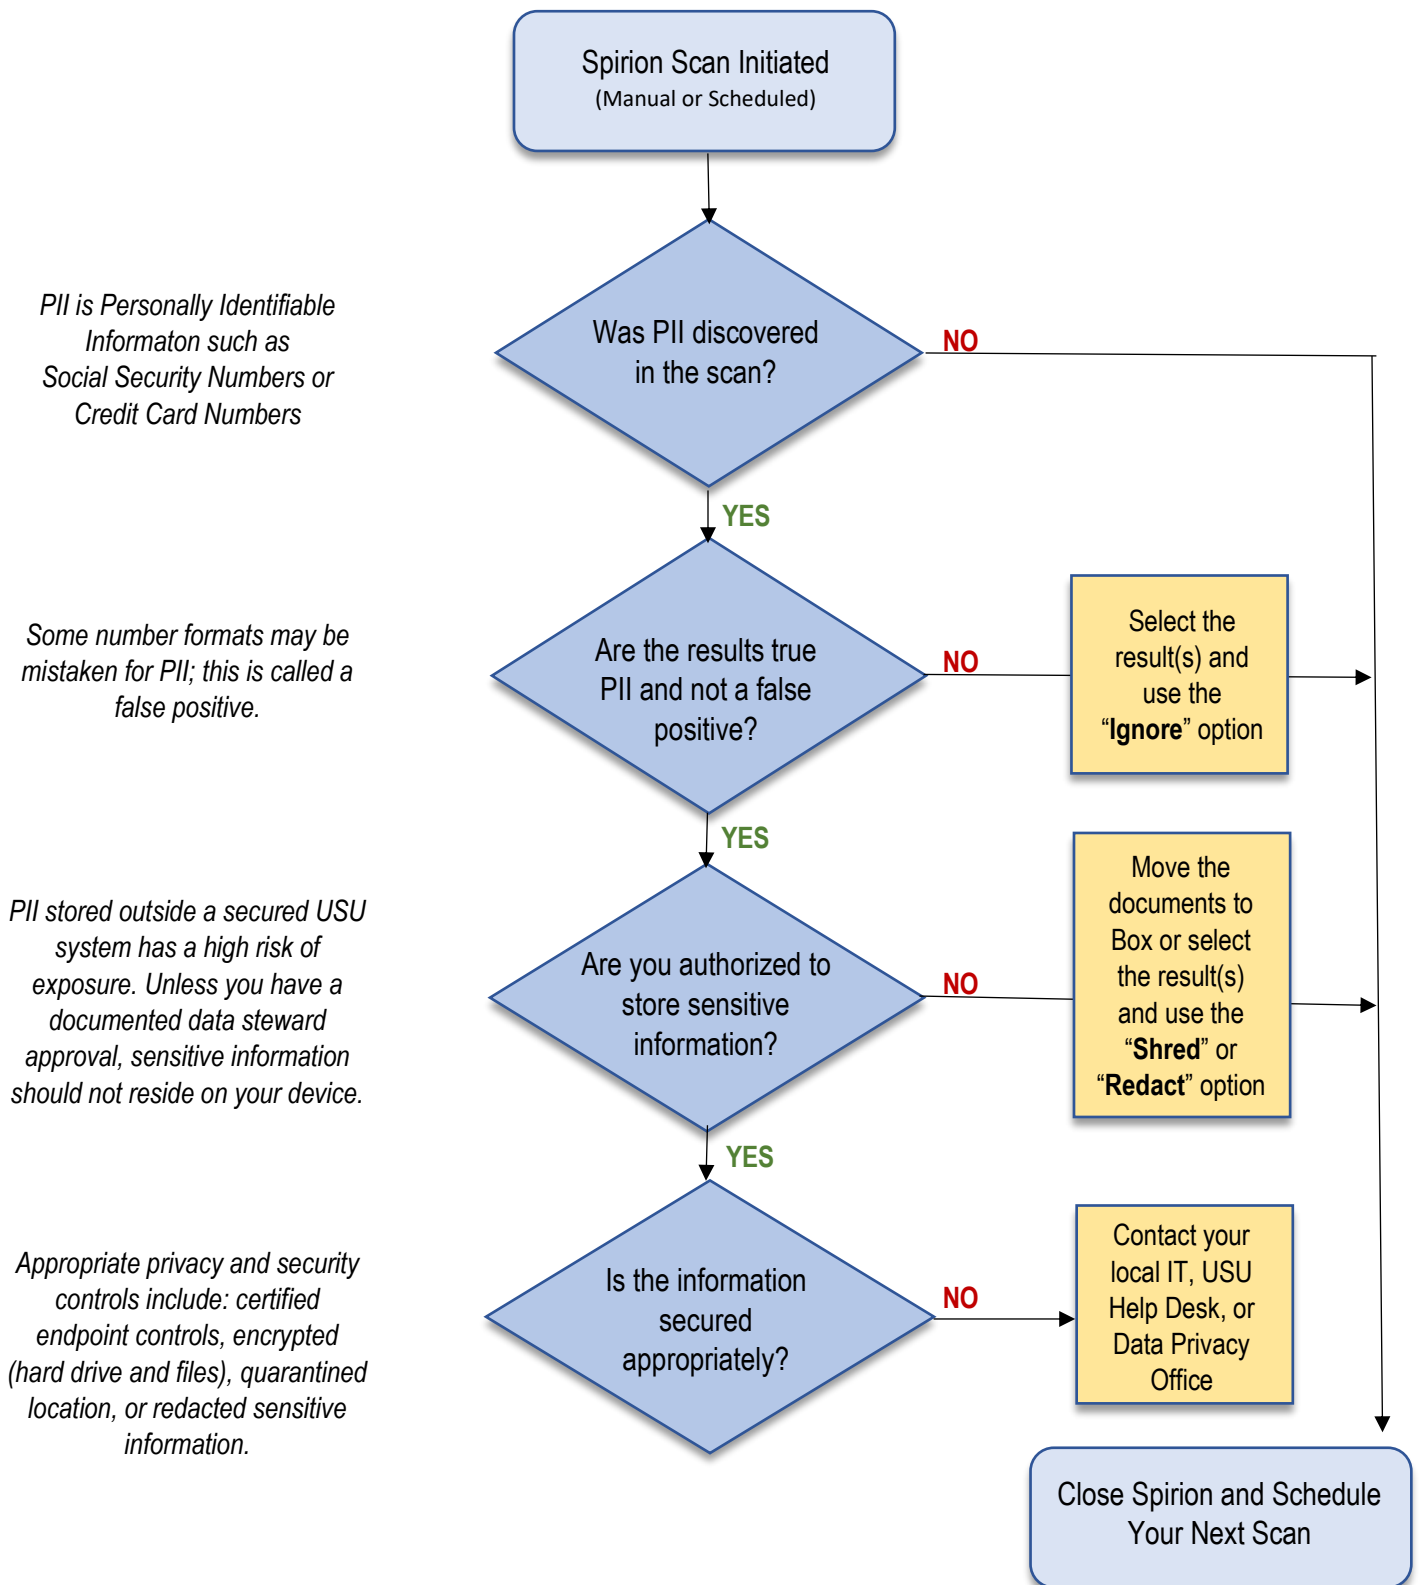 Spirion Scan Initiated
(Manual or Scheduled)
PII is Personally Identifiable
Informaton such as
Social Security Numbers or
Credit Card Numbers
Was PII discovered
in the scan?
NO
YES
Some number formats may be
mistaken for PII; this is called a
false positive.
Are the results true
PII and not a false
positive?
NO
Select the
result(s) and
use the
“Ignore” option
YES
PII stored outside a secured USU
system has a high risk of
exposure. Unless you have a
documented data steward
approval, sensitive information
should not reside on your device.
Are you authorized to
store sensitive
information?
NO
Move the
documents to
Box or select
the result(s)
and use the
“Shred” or
“Redact” option
YES
Appropriate privacy and security
controls include: certified
endpoint controls, encrypted
(hard drive and files), quarantined
location, or redacted sensitive
information.
Is the information
secured
appropriately?
NO
Contact your
local IT, USU
Help Desk, or
Data Privacy
Office
Close Spirion and Schedule
Your Next Scan